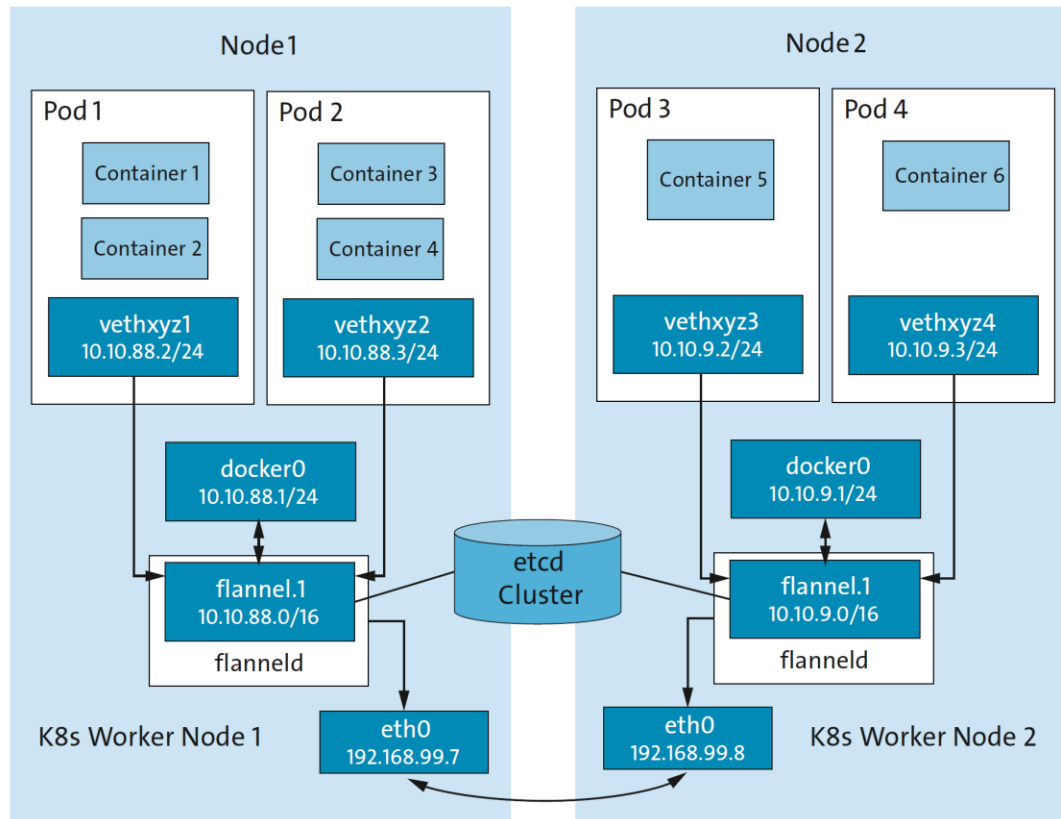 Node 1
Pod 1
Container 1
Container 2
vethxyz1
10.10.88.2/24
Pod 2
Container 3
Container 4
vethxyz2
10.10.88.3/24
docker0
10.10.88.1/24
flannel.1
10.10.88.0/16
flanneld
K8s Worker Node 1
eth0
192.168.99.7
etcd
Cluster
Node 2
Pod 3
Container 5
vethxyz3
10.10.9.2/24
Pod 4
Container 6
vethxyz4
10.10.9.3/24
docker0
10.10.9.1/24
flannel.1
10.10.9.0/16
flanneld
eth0
192.168.99.8
K8s Worker Node 2